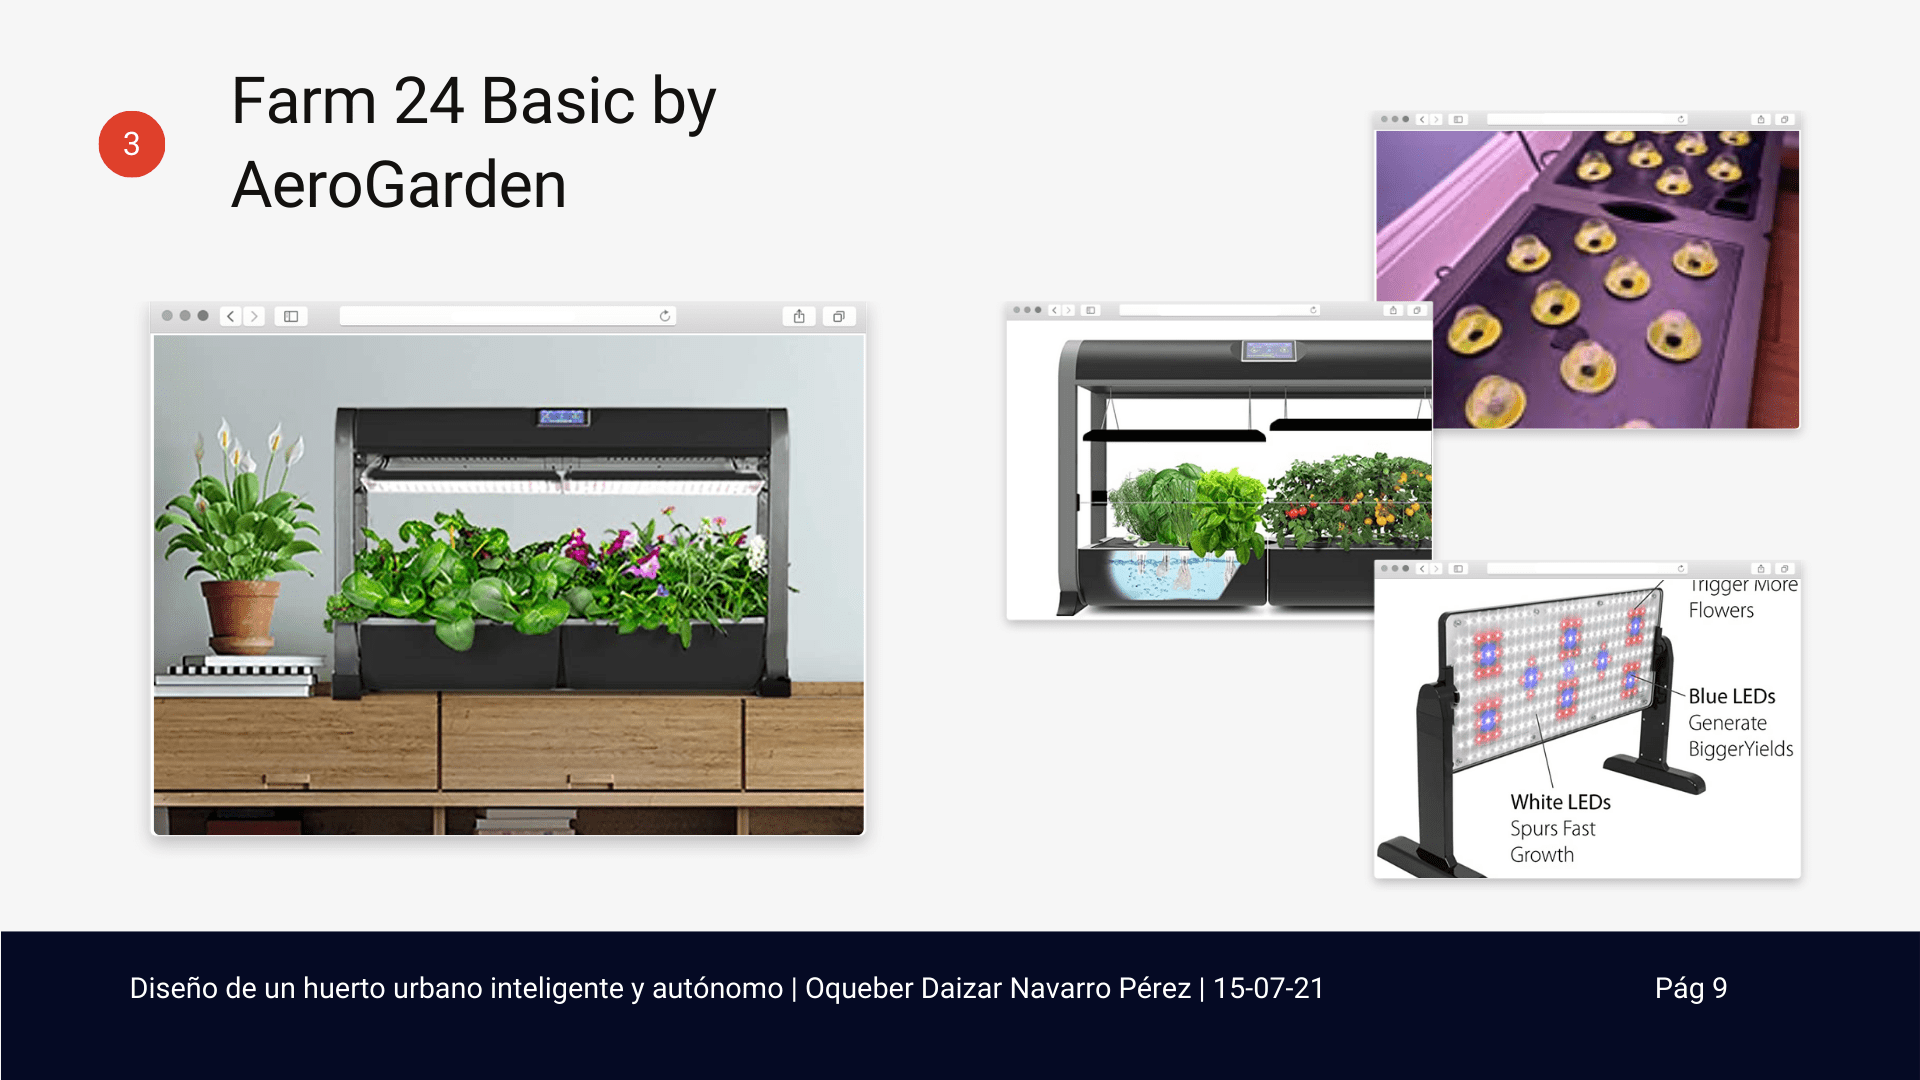 3
Farm 24 Basic by
AeroGarden
Trigger More
Flowers
Blue LEDs
Generate
BiggerYields
White LEDs
Spurs Fast
Growth
Diseño de un huerto urbano inteligente y autónomo | Oqueber Daizar Navarro Pérez | 15-07-21
Pág 9